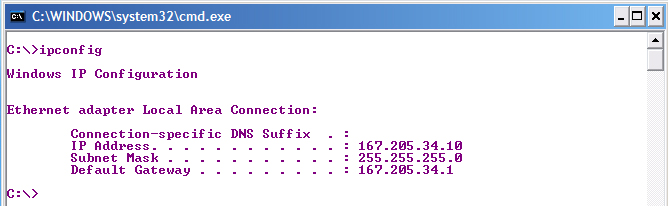 C:\WINDOWS\system32\cmd.exe
C:\>ipconfig
Windows IP Configuration
Ethernet adapter Local Area Connection:
Connection-specific DNS Suffix  . :
IP Address. . . . . . . . . . . . : 167.205.34.10
Subnet Mask . . . . . . . . . . . : 255.255.255.0
Default Gateway . . . . . . . . . : 167.205.34.1
C:\>